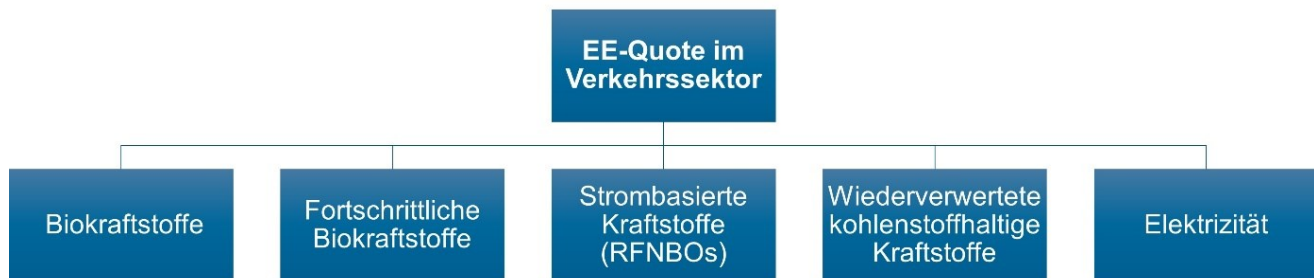 EE-Quote im
Verkehrssektor
Biokraftstoffe
Fortschrittliche
Biokraftstoffe
Strombasierte
Kraftstoffe
(RFNBOs)
Wiederverwertete
kohlenstoffhaltige
Kraftstoffe
Elektrizität